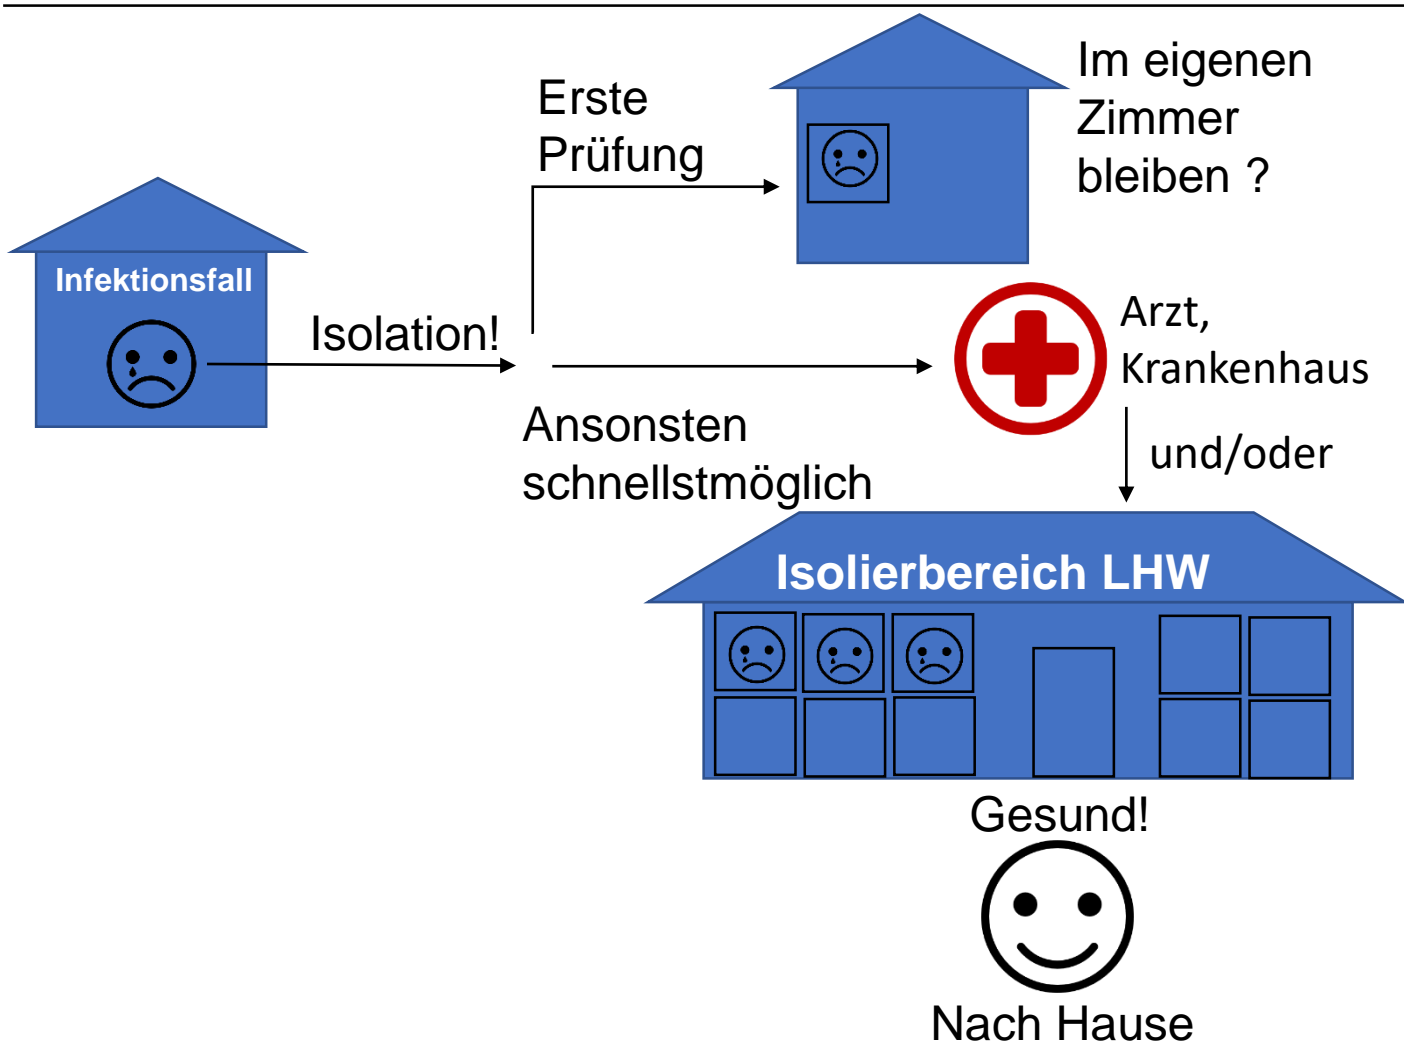 Erste
Prüfung
Im eigenen
Zimmer
bleiben ?
Infektionsfall
Isolation!
Arzt,
Krankenhaus
Ansonsten
schnellstmöglich
und/oder
Isolierbereich LHW
Gesund!
Nach Hause